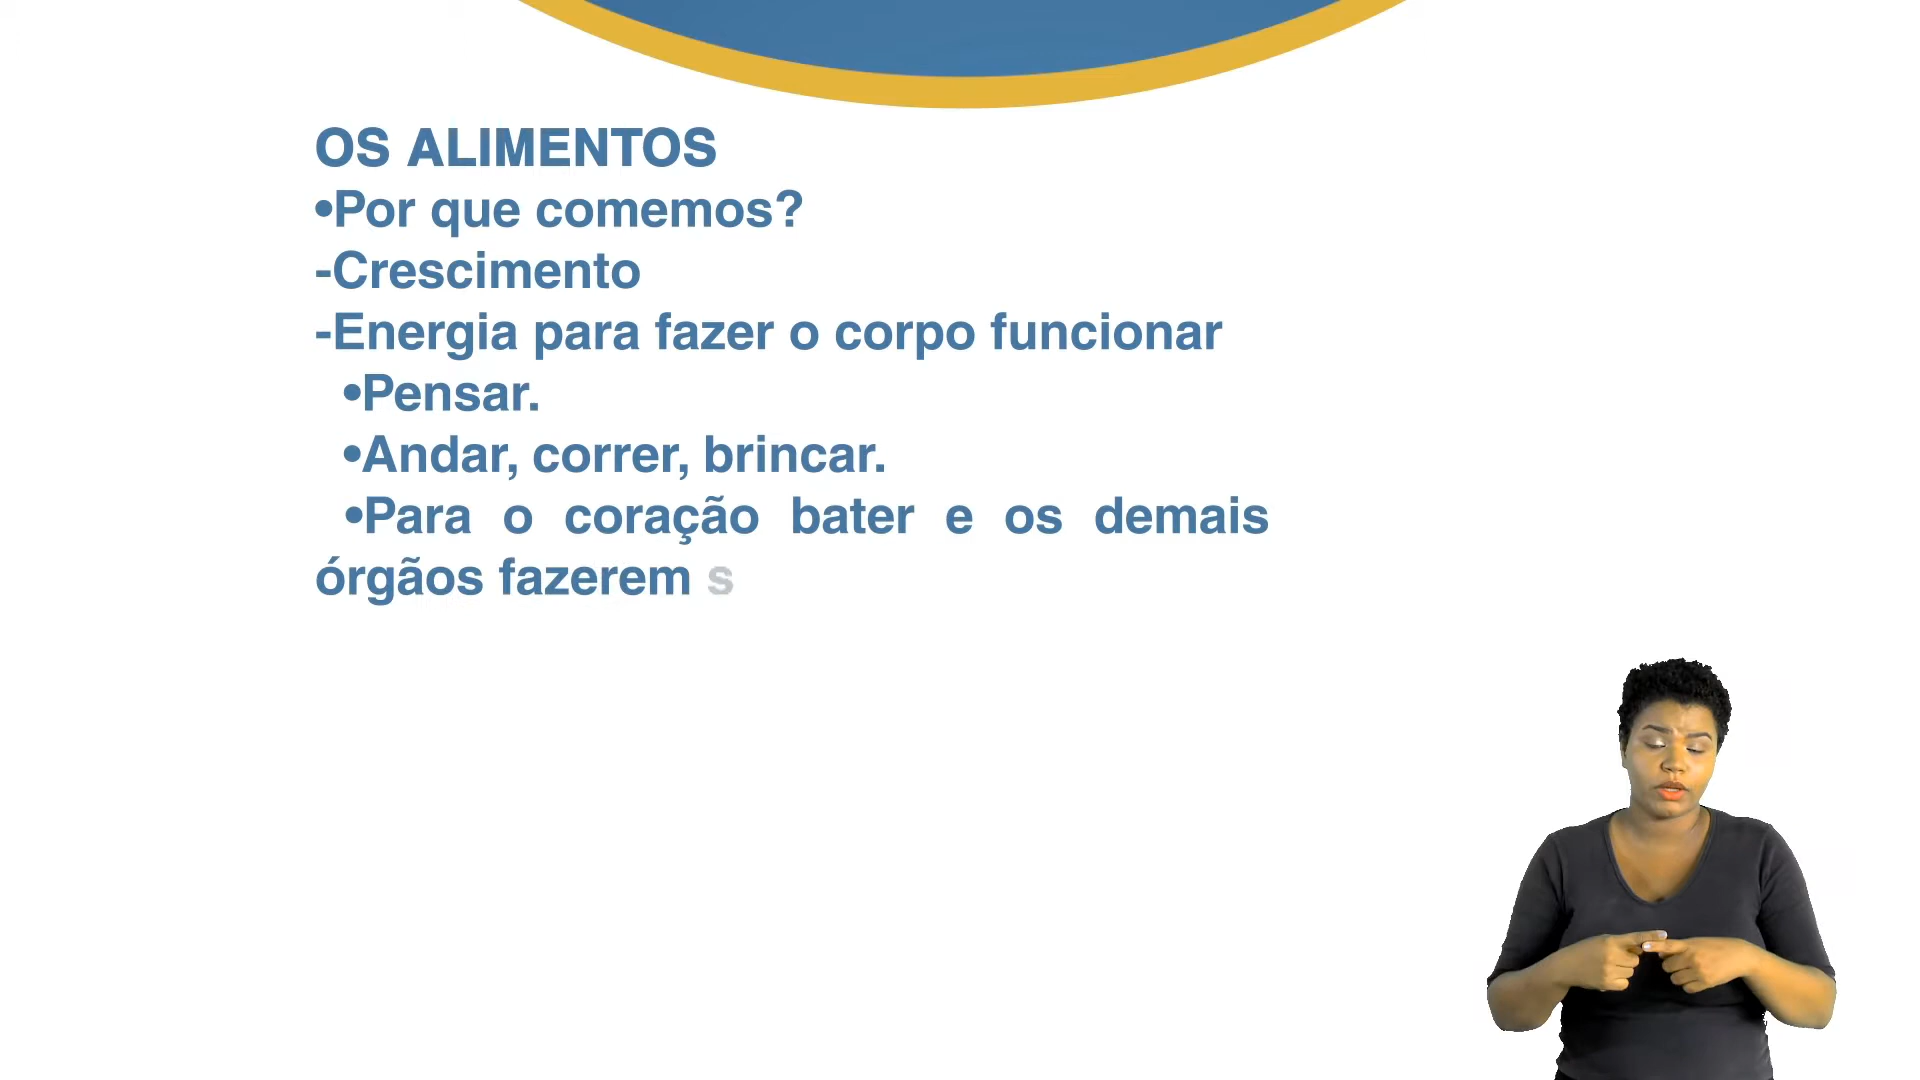 OS ALIMENTOS
•Por que comemos?
-Crescimento
-Energia para fazer o corpo funcionar
•Pensar.
•Andar, correr, brincar.
•Para o coração bater e os demais
órgãos fazerem s